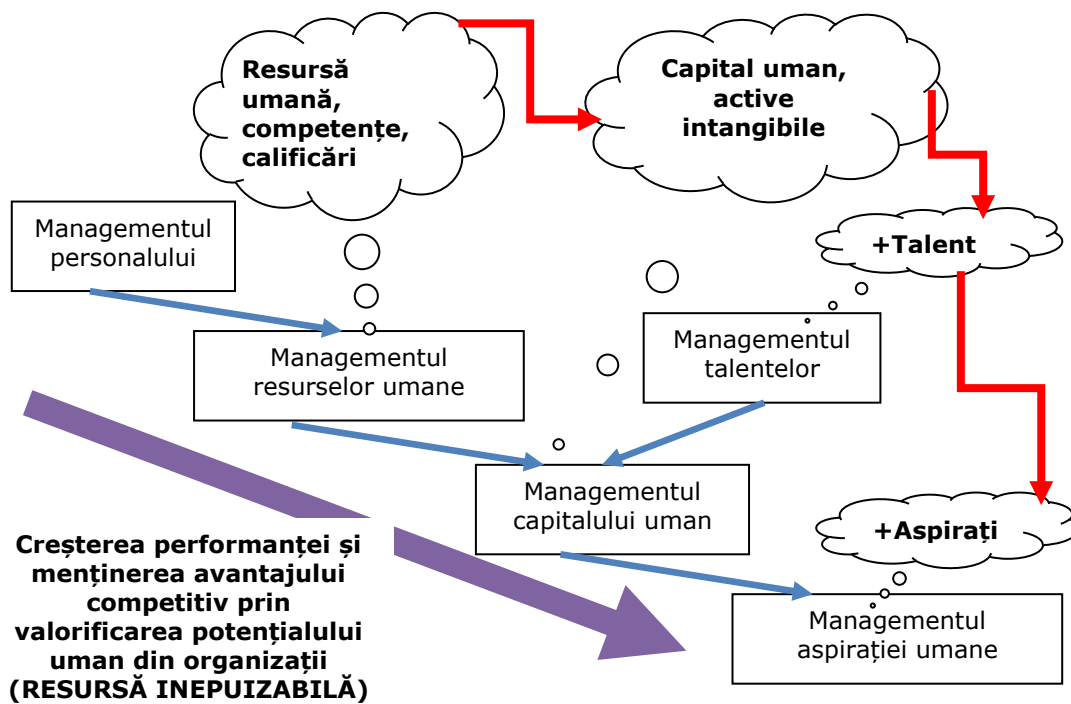 Resursă
umană,
competențe,
calificări
Capital uman,
active
intangibile
Managementul
personalului
+Talent
Managementul
resurselor umane
Managementul
talentelor
Managementul
capitalului uman
+Aspirați
Creșterea performanței și
menținerea avantajului
competitiv prin
valorificarea potențialului
uman din organizații
(RESURSĂ INEPUIZABILĂ)
Managementul
aspirației umane